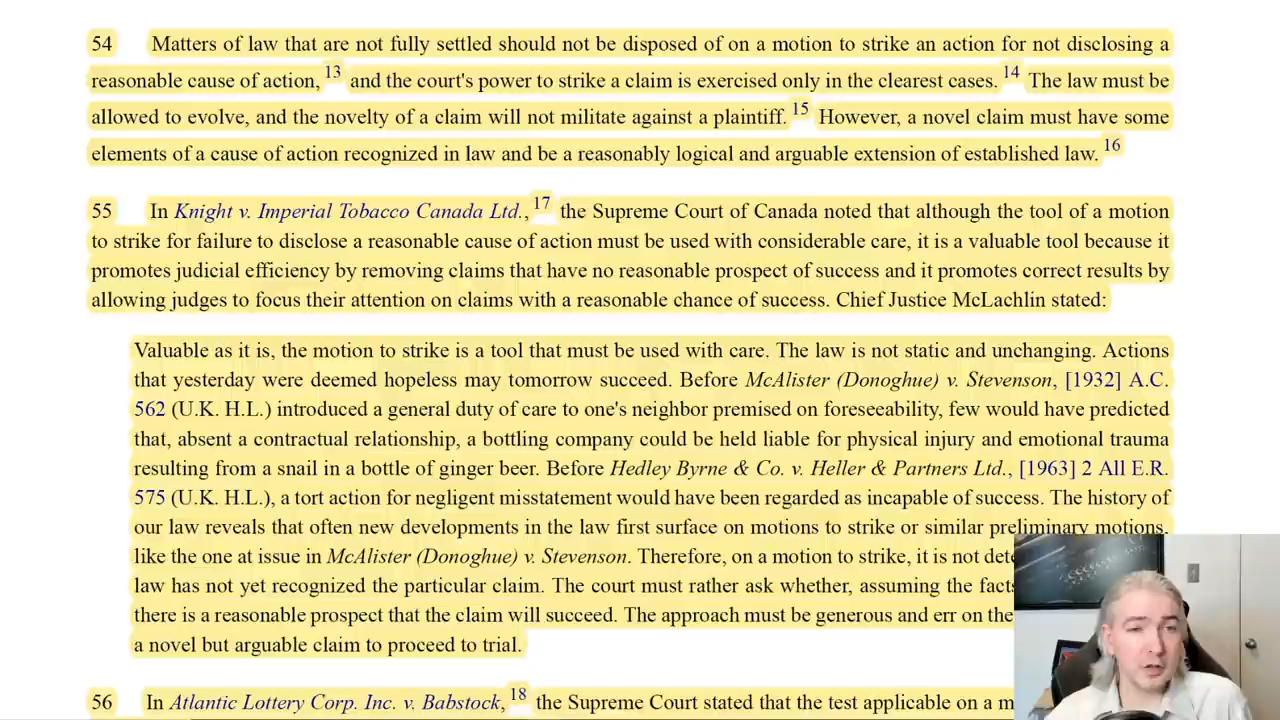 54 Matters of law that are not fully settled should not be disposed of on a motion to strike an action for not disclosing a
reasonable cause of action, 13 and the court's power to strike a claim is exercised only in the clearest cases. 14 The law must be
allowed to evolve, and the novelty of a claim will not militate against a plaintiff. 15 However, a novel claim must have some
elements of a cause of action recognized in law and be a reasonably logical and arguable extension of established law. 16
55 In Knight v. Imperial Tobacco Canada Ltd., 17 the Supreme Court of Canada noted that although the tool of a motion
to strike for failure to disclose a reasonable cause of action must be used with considerable care, it is a valuable tool because it
promotes judicial efficiency by removing claims that have no reasonable prospect of success and it promotes correct results by
allowing judges to focus their attention on claims with a reasonable chance of success. Chief Justice McLachlin stated:
Valuable as it is, the motion to strike is a tool that must be used with care. The law is not static and unchanging. Actions
that yesterday were deemed hopeless may tomorrow succeed. Before McAlister (Donoghue) v. Stevenson, [1932] A.C.
562 (U.K. H.L.) introduced a general duty of care to one's neighbor premised on foreseeability, few would have predicted
that, absent a contractual relationship, a bottling company could be held liable for physical injury and emotional trauma
resulting from a snail in a bottle of ginger beer. Before Hedley Byrne & Co. v. Heller & Partners Ltd., [1963] 2 All E.R.
575 (U.K. H.L.), a tort action for negligent misstatement would have been regarded as incapable of success. The history of
our law reveals that often new developments in the law first surface on motions to strike or similar preliminary motions,
like the one at issue in McAlister (Donoghue) v. Stevenson. Therefore, on a motion to strike, it is not
law has not yet recognized the particular claim. The court must rather ask whether, assuming the
there is a reasonable prospect that the claim will succeed. The approach must be generous and err on the
a novel but arguable claim to proceed to trial.
56 In Atlantic Lottery Corp. Inc. v. Babstock, 18 the Supreme Court stated that the test applicable on a